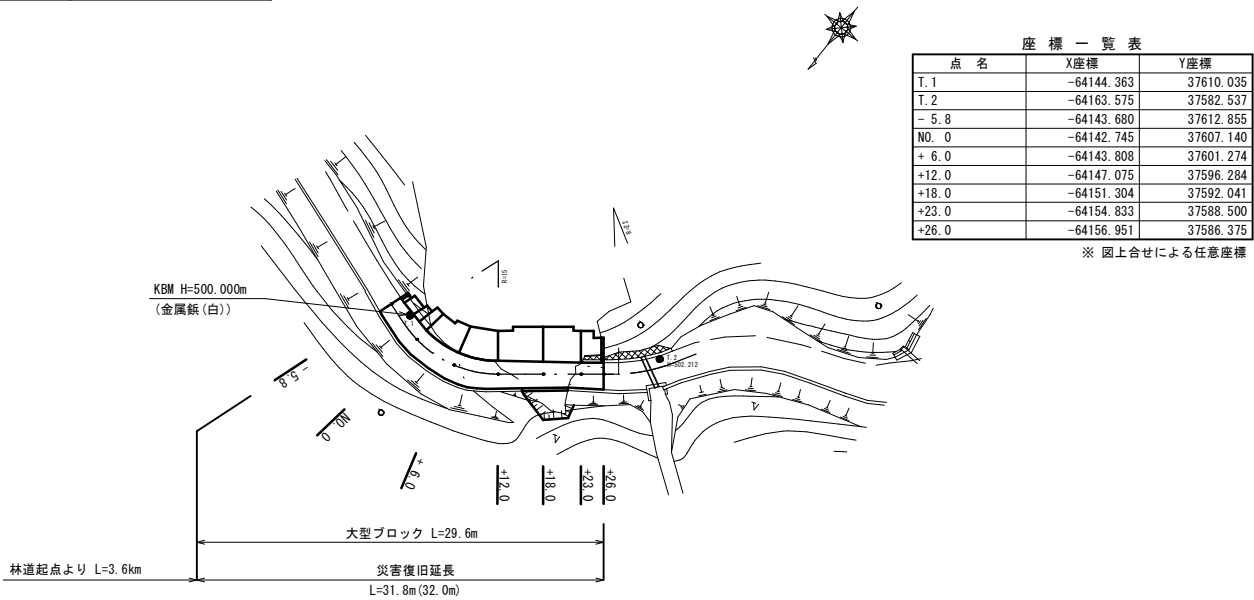 座 標 一 覧 表
点 名 X座標 Y座標
T.1 -64144.363 37610.035
T.2 -64163.575 37582.537
- 5.8 -64143.680 37612.855
NO. 0 -64142.745 37607.140
+ 6.0 -64143.808 37601.274
+12.0 -64147.075 37596.284
+18.0 -64151.304 37592.041
+23.0 -64154.833 37588.500
+26.0 -64156.951 37586.375
※ 図上合せによる任意座標
KBM H=500.000m
(金属鋲(白))
R=15
T.2
H=502.212
- 5.8
NO. 0
+ 6.0
+12.0
+18.0
+23.0
+26.0
大型ブロック L=29.6m
林道起点より L=3.6km
災害復旧延長
L=31.8m(32.0m)